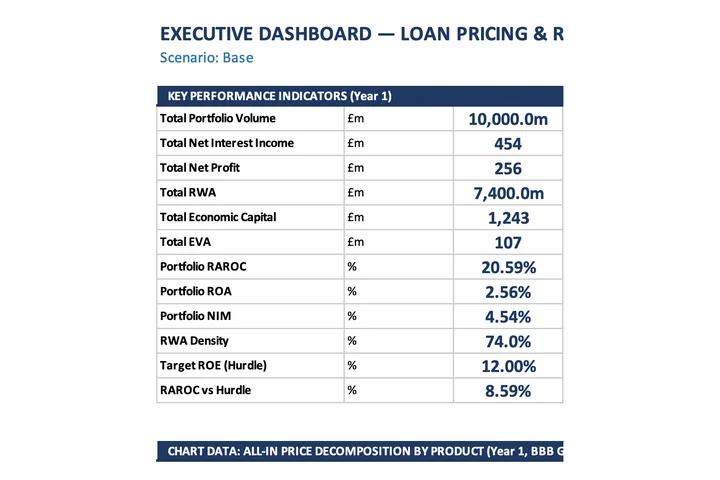 EXECUTIVE DASHBOARD — LOAN PRICING & R
Scenario: Base
KEY PERFORMANCE INDICATORS (Year 1)
Total Portfolio Volume £m 10,000.0m
Total Net Interest Income £m 454
Total Net Profit £m 256
Total RWA £m 7,400.0m
Total Economic Capital £m 1,243
Total EVA £m 107
Portfolio RAROC % 20.59%
Portfolio ROA % 2.56%
Portfolio NIM % 4.54%
RWA Density % 74.0%
Target ROE (Hurdle) % 12.00%
RAROC vs Hurdle % 8.59%
CHART DATA: ALL-IN PRICE DECOMPOSITION BY PRODUCT (Year 1, BBB G